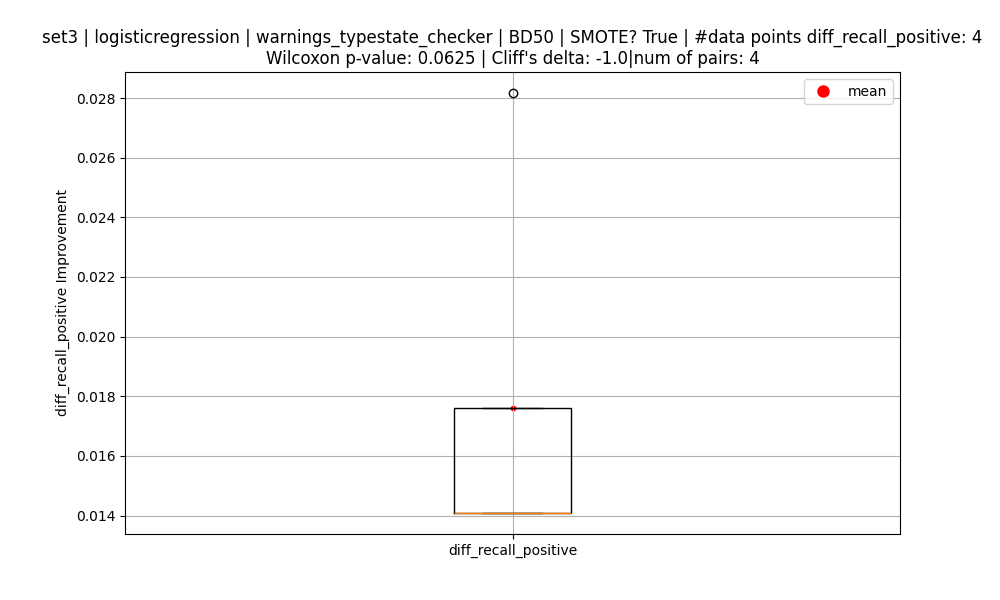 set3 | logisticregression | warnings_typestate_checker | BD50 | SMOTE? True | #data points diff_recall_positive: 4
Wilcoxon p-value: 0.0625 | Cliff's delta: -1.0|num of pairs: 4
mean
0.028
0.026
0.024
0.022
0.020
0.018
0.016
0.014
diff_recall_positive Improvement
diff_recall_positive